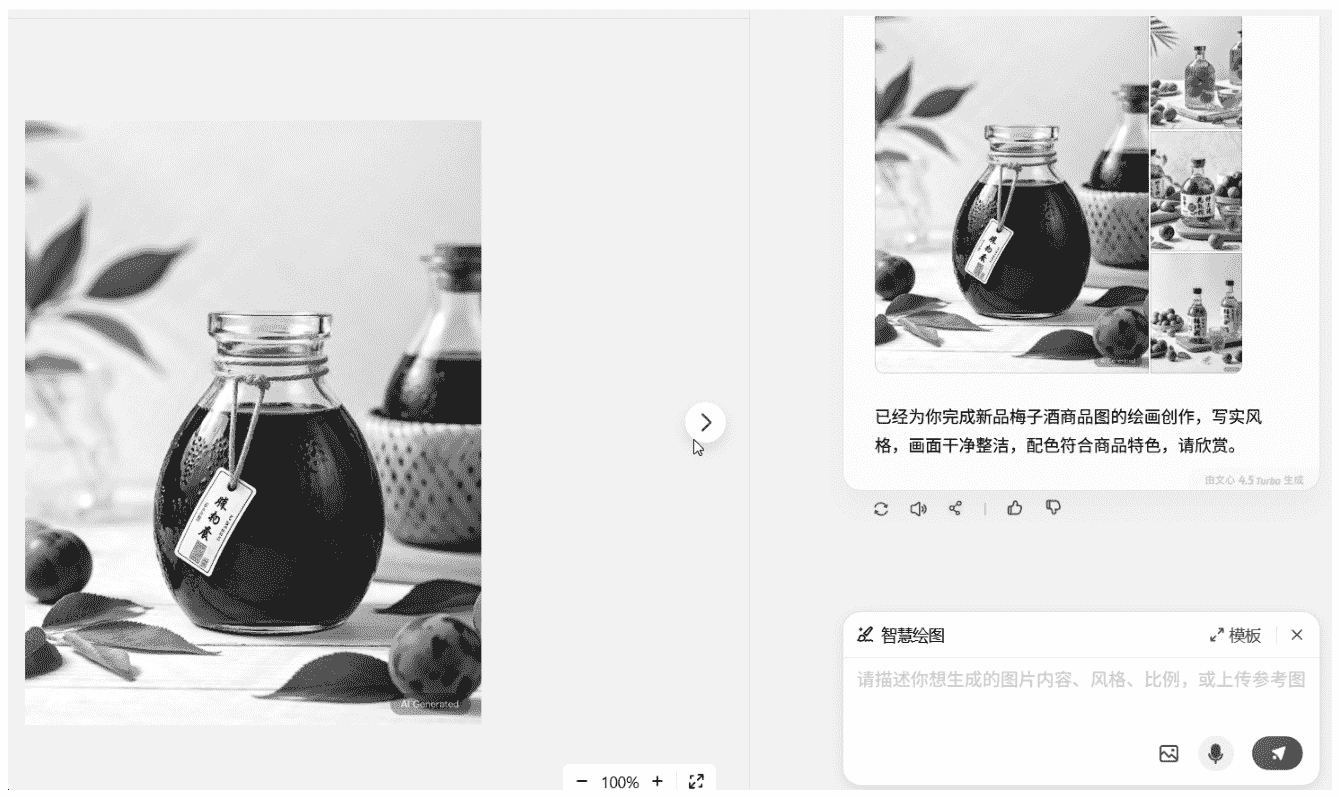 已经为你完成新品梅子酒商品图的绘画创作，写实风
格，画面干净整洁，配色符合商品特色，请欣赏。
由文心 4.5 Turbo 生成
智慧绘图
模板
请描述你想生成的图片内容、风格、比例，或上传参考图
AI Generated
100%